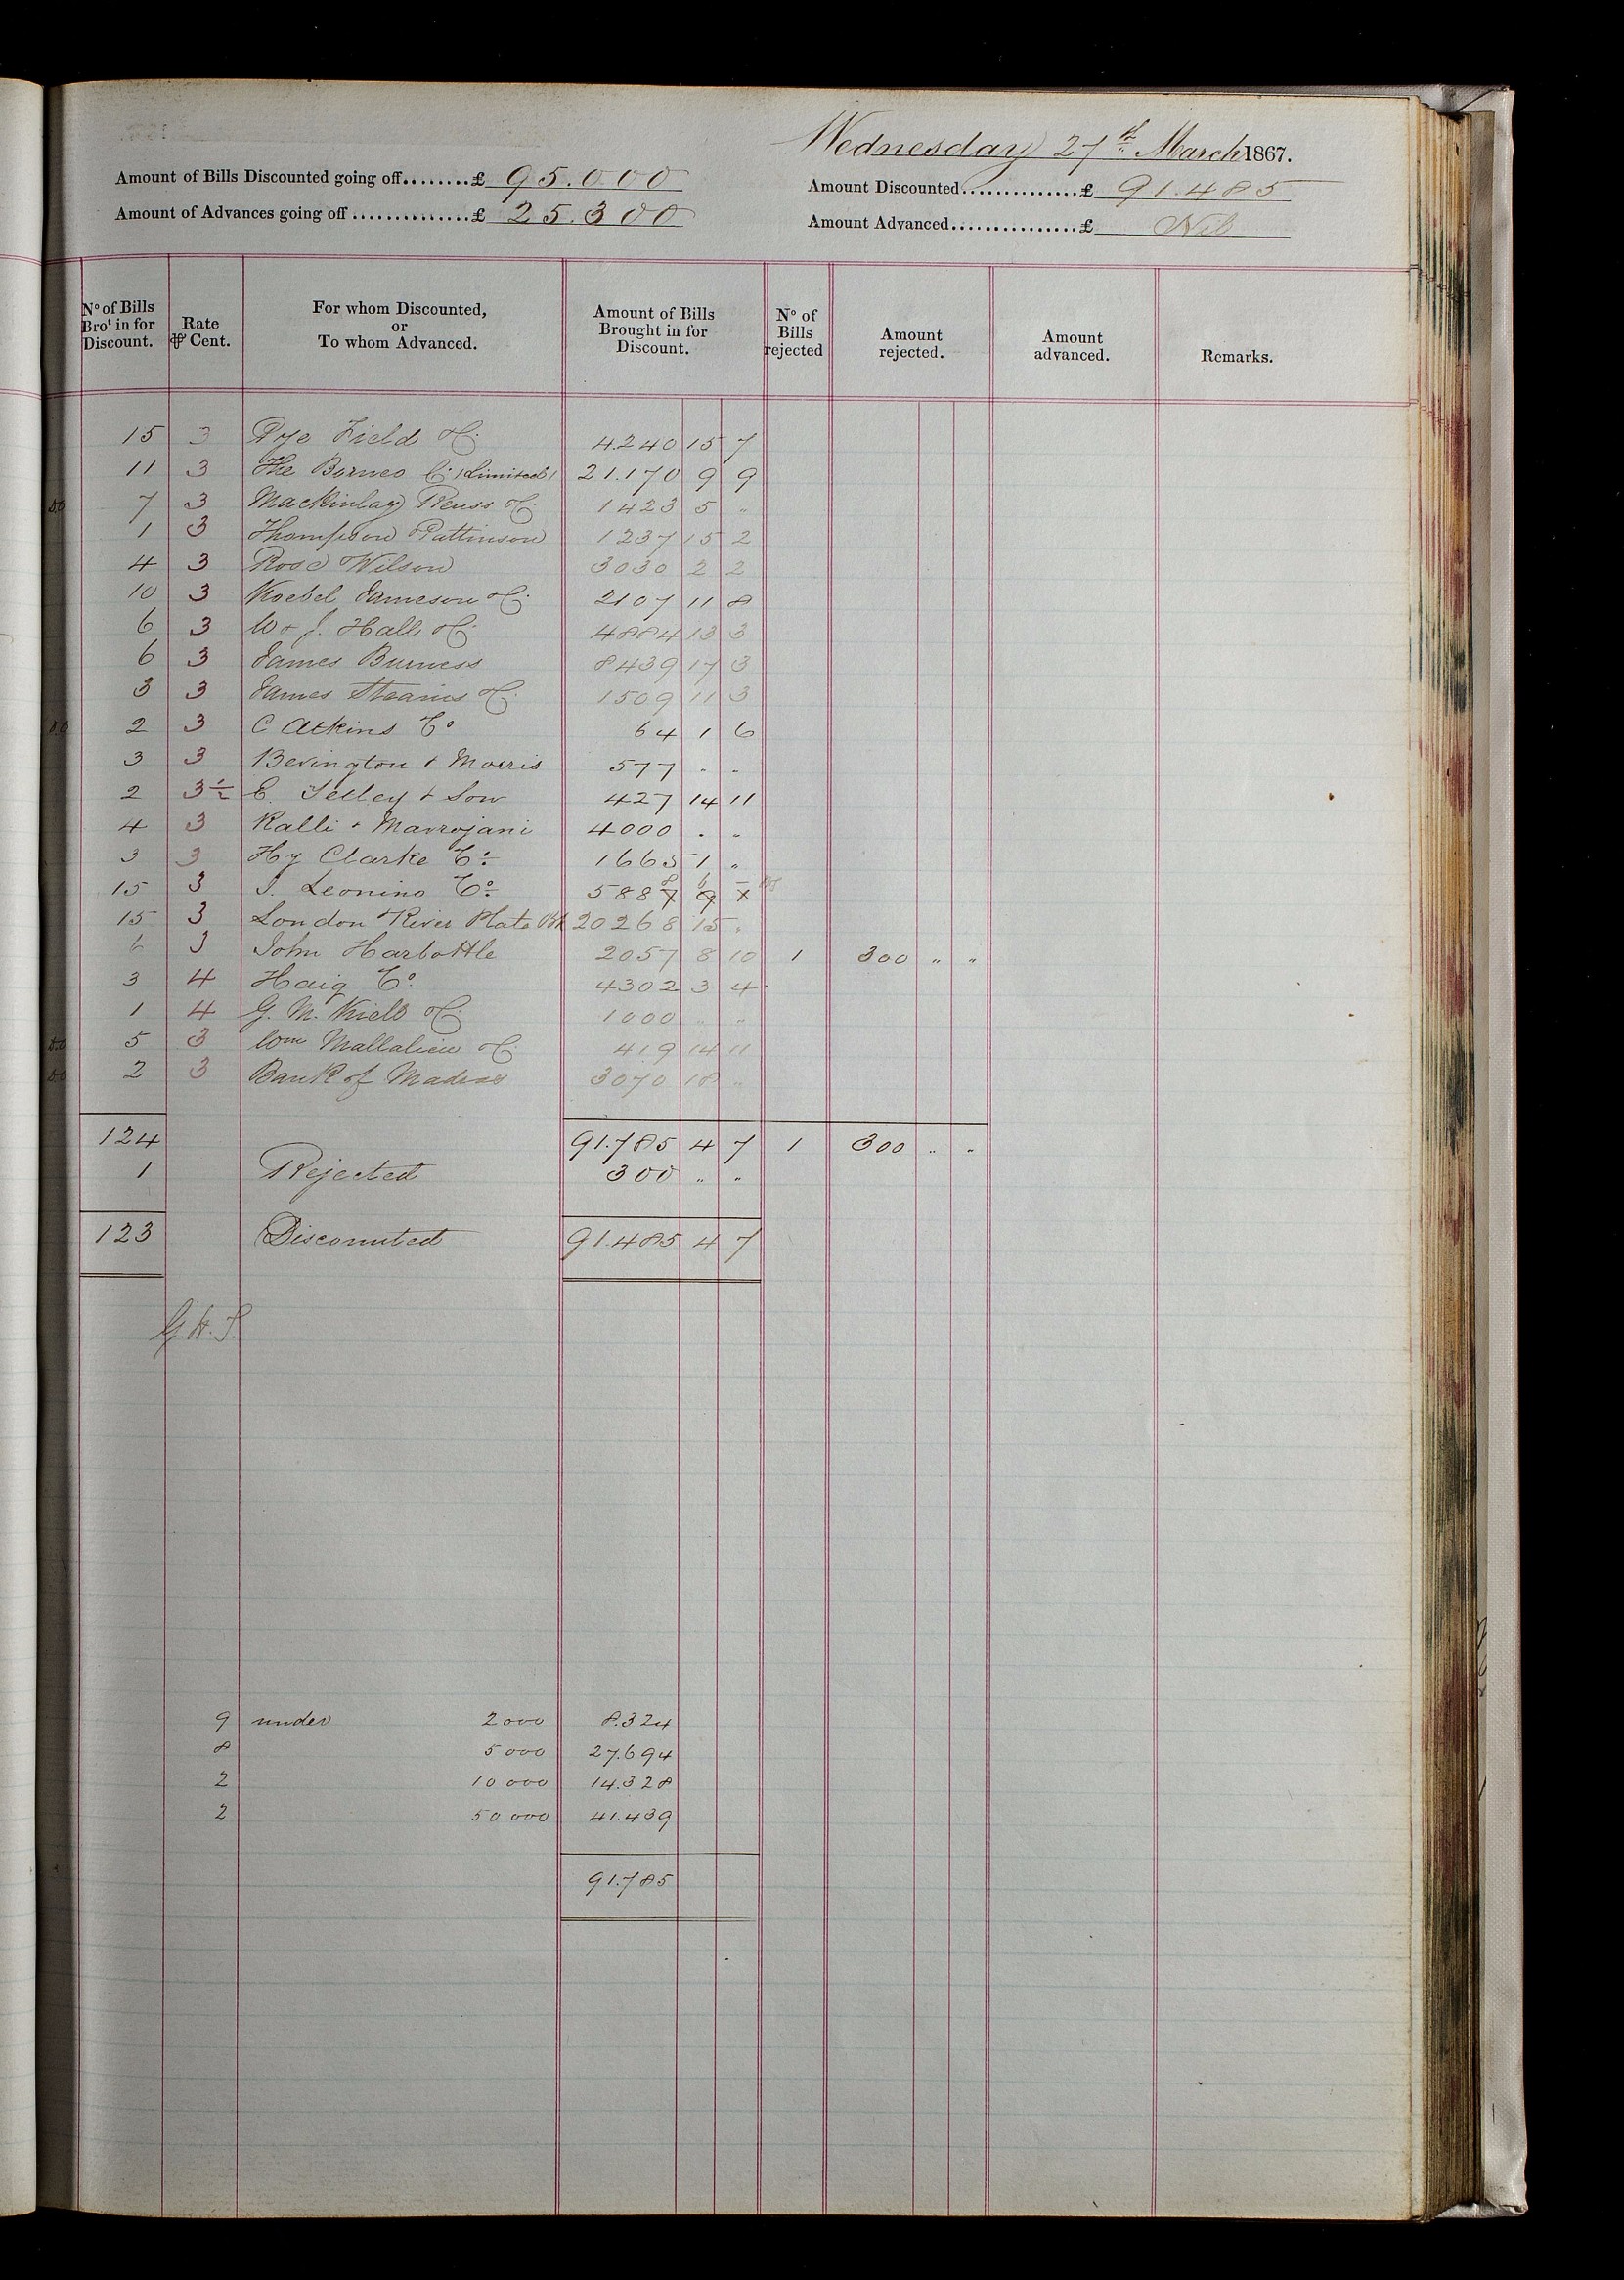 Wednesday 27th March 1867.
Amount of Bills Discounted going off........£ 95.000
Amount Discounted...............£ 91.485
Amount of Advances going off...............£ 25.300
Amount Advanced................£ Nil
No of Bills Brot in for Discount. Rate ⅌ Cent. For whom Discounted, or To whom Advanced. Amount of Bills Brought in for Discount. No of Bills rejected Amount rejected. Amount advanced. Remarks.
15 3 Pye Field & Co 4.240 15 7
11 3 The Borneo Co (Limited) 21.170 9 9
7 3 Mackinlay Reuss & Co 1423 5 "
1 3 Thompson Pattinson 1237 15 2
4 3 Rose Wilson 3030 2 2
10 3 Koebel Jameson & Co 2107 11 8
6 3 W & J. Hall & Co 4884 13 3
6 3 James Burness 8439 17 3
3 3 James Stearns & Co 1509 11 3
2 3 C Atkins Co 64 1 6
3 3 Bevington & Morris 577 " "
2 3½ E. Tetley & Son 427 14 11
4 3 Ralli & Mavrojani 4000 " "
3 3 Hy Clarke Co 1665 1 "
15 3 I. Leonino Co 5888 6 –
15 3 London & River Plate Bk 20268 15 "
6 3 John Harbottle 2057 8 10 1 300 " "
3 4 Haig Co 4302 3 4
1 4 G. M. Kiell & Co 1000 " "
5 3 Wm Mallalieu & Co 419 14 11
2 3 Bank of Madras 3070 18 "
124 91.785 4 7 1 300 " "
1 Rejected 300 " "
123 Discounted 91.485 4 7
G.H.S.
9 under 2000 8.324
8 5000 27.694
2 10000 14.328
2 50000 41.439
91.785